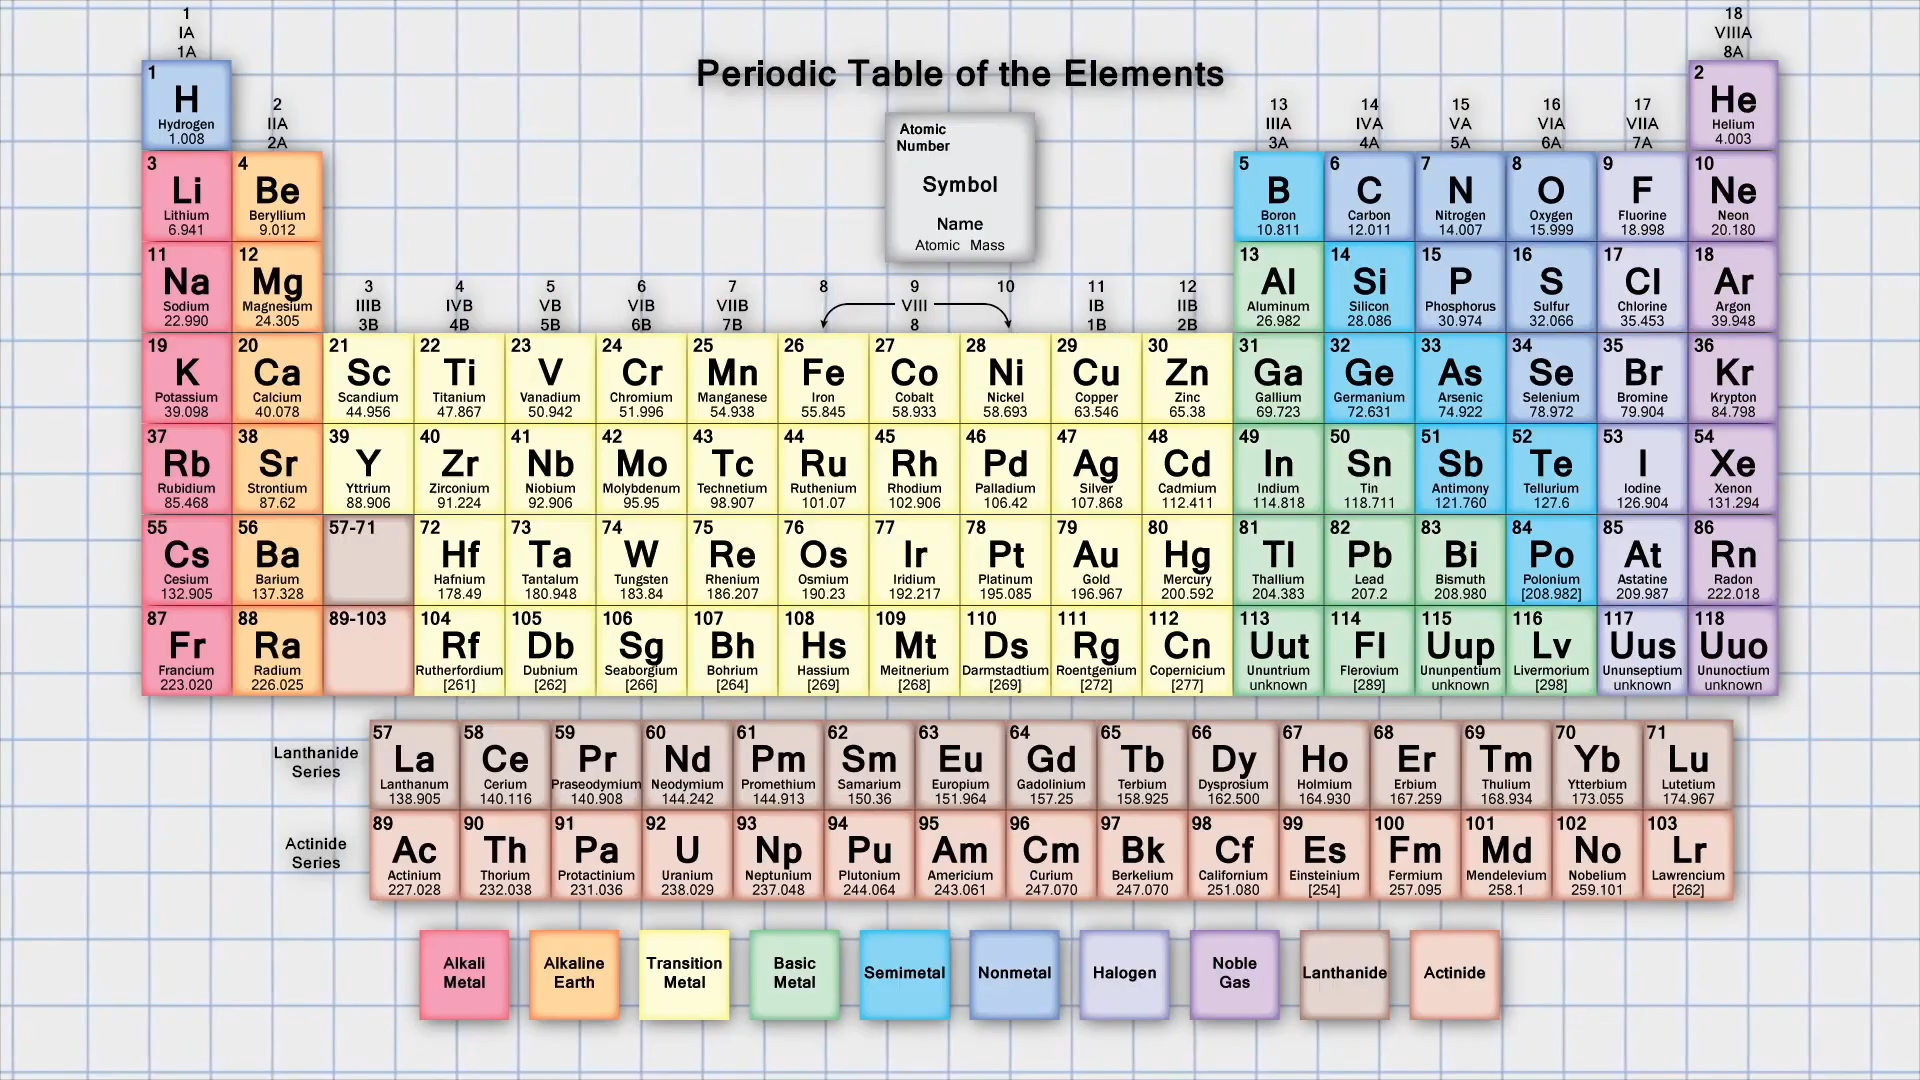 1
IA
1A
18
VIIIA
8A
Periodic Table of the Elements
1
H
Hydrogen
1.008
2
IIA
2A
Atomic
Number
Symbol
Name
Atomic Mass
13
IIIA
3A
14
IVA
4A
15
VA
5A
16
VIA
6A
17
VIIA
7A
2
He
Helium
4.003
3
Li
Lithium
6.941
4
Be
Beryllium
9.012
5
B
Boron
10.811
6
C
Carbon
12.011
7
N
Nitrogen
14.007
8
O
Oxygen
15.999
9
F
Fluorine
18.998
10
Ne
Neon
20.180
11
Na
Sodium
22.990
12
Mg
Magnesium
24.305
3
IIIB
3B
4
IVB
4B
5
VB
5B
6
VIB
6B
7
VIIB
7B
8
9
10
VIII
8
11
IB
1B
12
IIB
2B
13
Al
Aluminum
26.982
14
Si
Silicon
28.086
15
P
Phosphorus
30.974
16
S
Sulfur
32.066
17
Cl
Chlorine
35.453
18
Ar
Argon
39.948
19
K
Potassium
39.098
20
Ca
Calcium
40.078
21
Sc
Scandium
44.956
22
Ti
Titanium
47.867
23
V
Vanadium
50.942
24
Cr
Chromium
51.996
25
Mn
Manganese
54.938
26
Fe
Iron
55.845
27
Co
Cobalt
58.933
28
Ni
Nickel
58.693
29
Cu
Copper
63.546
30
Zn
Zinc
65.38
31
Ga
Gallium
69.723
32
Ge
Germanium
72.631
33
As
Arsenic
74.922
34
Se
Selenium
78.972
35
Br
Bromine
79.904
36
Kr
Krypton
84.798
37
Rb
Rubidium
85.468
38
Sr
Strontium
87.62
39
Y
Yttrium
88.906
40
Zr
Zirconium
91.224
41
Nb
Niobium
92.906
42
Mo
Molybdenum
95.95
43
Tc
Technetium
98.907
44
Ru
Ruthenium
101.07
45
Rh
Rhodium
102.906
46
Pd
Palladium
106.42
47
Ag
Silver
107.868
48
Cd
Cadmium
112.411
49
In
Indium
114.818
50
Sn
Tin
118.711
51
Sb
Antimony
121.760
52
Te
Tellurium
127.6
53
I
Iodine
126.904
54
Xe
Xenon
131.294
55
Cs
Cesium
132.905
56
Ba
Barium
137.328
57-71
72
Hf
Hafnium
178.49
73
Ta
Tantalum
180.948
74
W
Tungsten
183.84
75
Re
Rhenium
186.207
76
Os
Osmium
190.23
77
Ir
Iridium
192.217
78
Pt
Platinum
195.085
79
Au
Gold
196.967
80
Hg
Mercury
200.592
81
Tl
Thallium
204.383
82
Pb
Lead
207.2
83
Bi
Bismuth
208.980
84
Po
Polonium
[208.982]
85
At
Astatine
209.987
86
Rn
Radon
222.018
87
Fr
Francium
223.020
88
Ra
Radium
226.025
89-103
104
Rf
Rutherfordium
[261]
105
Db
Dubnium
[262]
106
Sg
Seaborgium
[266]
107
Bh
Bohrium
[264]
108
Hs
Hassium
[269]
109
Mt
Meitnerium
[268]
110
Ds
Darmstadtium
[269]
111
Rg
Roentgenium
[272]
112
Cn
Copernicium
[277]
113
Uut
Ununtrium
unknown
114
Fl
Flerovium
[289]
115
Uup
Ununpentium
unknown
116
Lv
Livermorium
[298]
117
Uus
Ununseptium
unknown
118
Uuo
Ununoctium
unknown
Lanthanide
Series
57
La
Lanthanum
138.905
58
Ce
Cerium
140.116
59
Pr
Praseodymium
140.908
60
Nd
Neodymium
144.242
61
Pm
Promethium
144.913
62
Sm
Samarium
150.36
63
Eu
Europium
151.964
64
Gd
Gadolinium
157.25
65
Tb
Terbium
158.925
66
Dy
Dysprosium
162.500
67
Ho
Holmium
164.930
68
Er
Erbium
167.259
69
Tm
Thulium
168.934
70
Yb
Ytterbium
173.055
71
Lu
Lutetium
174.967
Actinide
Series
89
Ac
Actinium
227.028
90
Th
Thorium
232.038
91
Pa
Protactinium
231.036
92
U
Uranium
238.029
93
Np
Neptunium
237.048
94
Pu
Plutonium
244.064
95
Am
Americium
243.061
96
Cm
Curium
247.070
97
Bk
Berkelium
247.070
98
Cf
Californium
251.080
99
Es
Einsteinium
[254]
100
Fm
Fermium
257.095
101
Md
Mendelevium
258.1
102
No
Nobelium
259.101
103
Lr
Lawrencium
[262]
Alkali
Metal
Alkaline
Earth
Transition
Metal
Basic
Metal
Semimetal
Nonmetal
Halogen
Noble
Gas
Lanthanide
Actinide